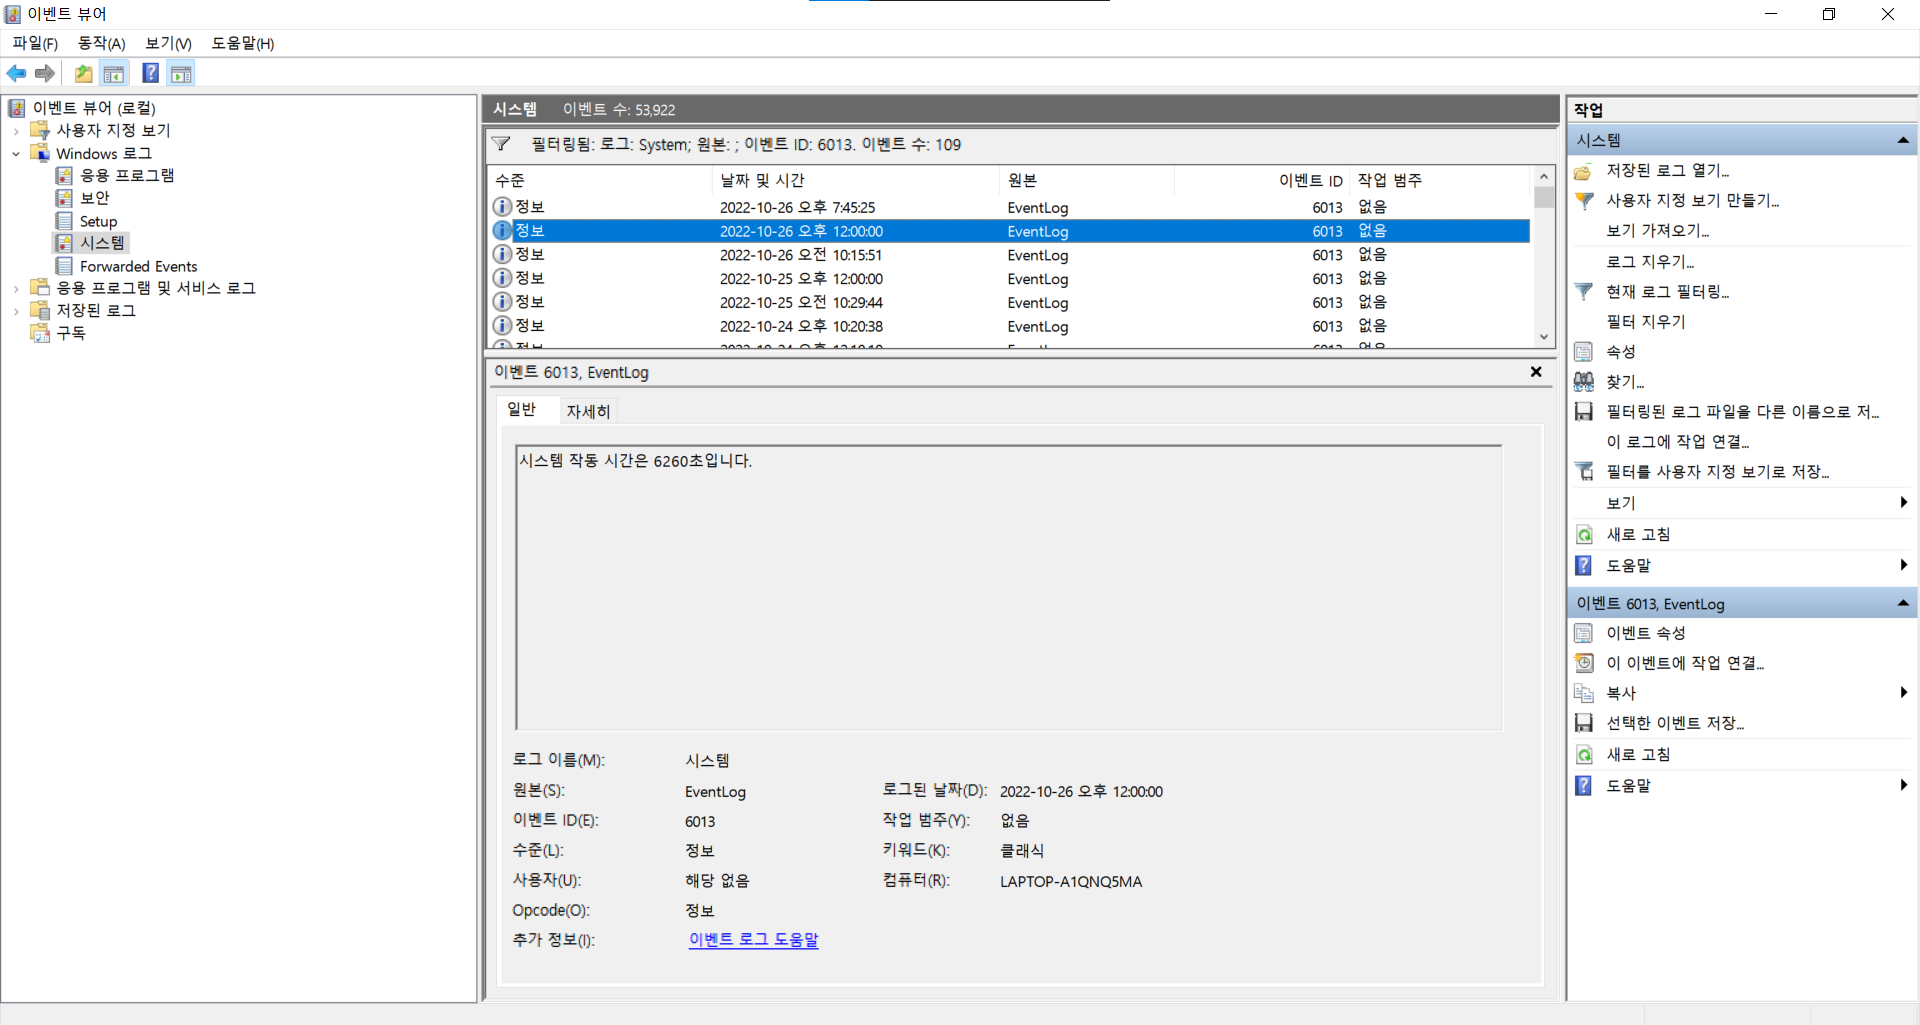 이벤트 뷰어
파일(F) 동작(A) 보기(V) 도움말(H)
이벤트 뷰어 (로컬)
사용자 지정 보기
Windows 로그
응용 프로그램
보안
Setup
시스템
Forwarded Events
응용 프로그램 및 서비스 로그
저장된 로그
구독
시스템 이벤트 수: 53,922
필터링됨: 로그: System; 원본: ; 이벤트 ID: 6013. 이벤트 수: 109
수준 날짜 및 시간 원본 이벤트 ID 작업 범주
정보 2022-10-26 오후 7:45:25 EventLog 6013 없음
정보 2022-10-26 오후 12:00:00 EventLog 6013 없음
정보 2022-10-26 오전 10:15:51 EventLog 6013 없음
정보 2022-10-25 오후 12:00:00 EventLog 6013 없음
정보 2022-10-25 오전 10:29:44 EventLog 6013 없음
정보 2022-10-24 오후 10:20:38 EventLog 6013 없음
이벤트 6013, EventLog
일반 자세히
시스템 작동 시간은 6260초입니다.
로그 이름(M): 시스템
원본(S): EventLog 로그된 날짜(D): 2022-10-26 오후 12:00:00
이벤트 ID(E): 6013 작업 범주(Y): 없음
수준(L): 정보 키워드(K): 클래식
사용자(U): 해당 없음 컴퓨터(R): LAPTOP-A1QNQ5MA
Opcode(O): 정보
추가 정보(I): 이벤트 로그 도움말
작업
시스템
저장된 로그 열기...
사용자 지정 보기 만들기...
보기 가져오기...
로그 지우기...
현재 로그 필터링...
필터 지우기
속성
찾기...
필터링된 로그 파일을 다른 이름으로 저...
이 로그에 작업 연결...
필터를 사용자 지정 보기로 저장...
보기
새로 고침
도움말
이벤트 6013, EventLog
이벤트 속성
이 이벤트에 작업 연결...
복사
선택한 이벤트 저장...
새로 고침
도움말